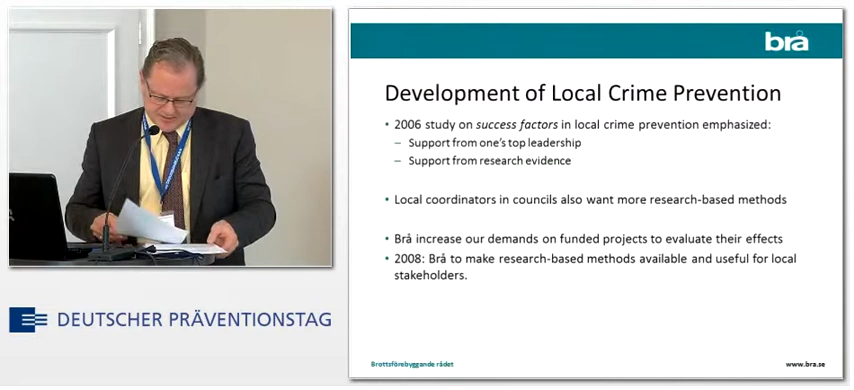 brå
Development of Local Crime Prevention
• 2006 study on success factors in local crime prevention emphasized:
– Support from one's top leadership
– Support from research evidence
• Local coordinators in councils also want more research-based methods
• Brå increase our demands on funded projects to evaluate their effects
• 2008: Brå to make research-based methods available and useful for local
stakeholders.
Brottsförebyggande rådet
www.bra.se
DEUTSCHER PRÄVENTIONSTAG